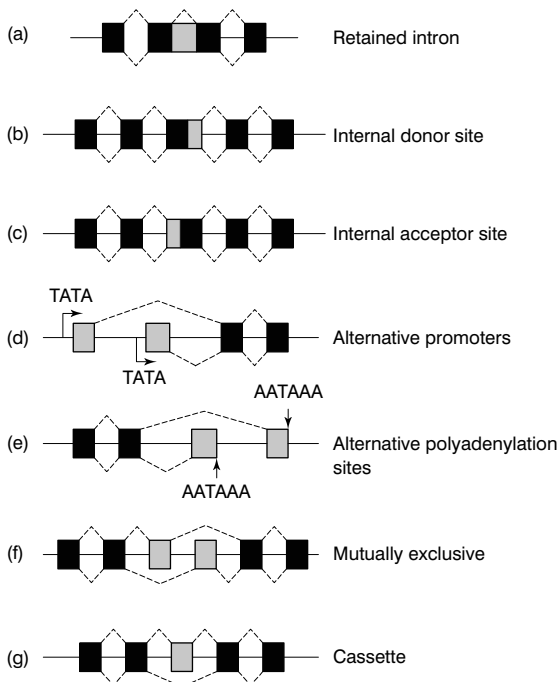 (a) Retained intron
(b) Internal donor site
(c) Internal acceptor site
TATA
(d) Alternative promoters
TATA
AATAAA
(e) Alternative polyadenylation
sites
AATAAA
(f) Mutually exclusive
(g) Cassette